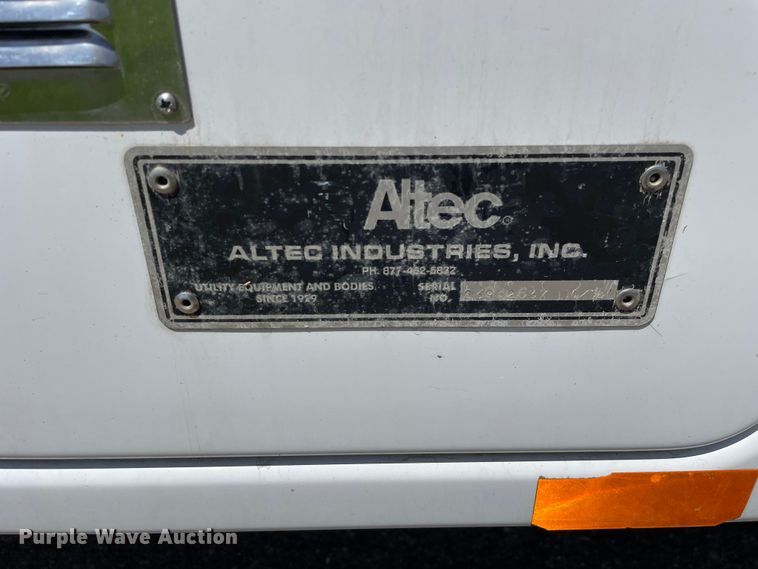 Altec®
ALTEC INDUSTRIES, INC.
PH. 877-462-5832
UTILITY EQUIPMENT AND BODIES
SINCE 1929
SERIAL
NO.
Purple Wave Auction